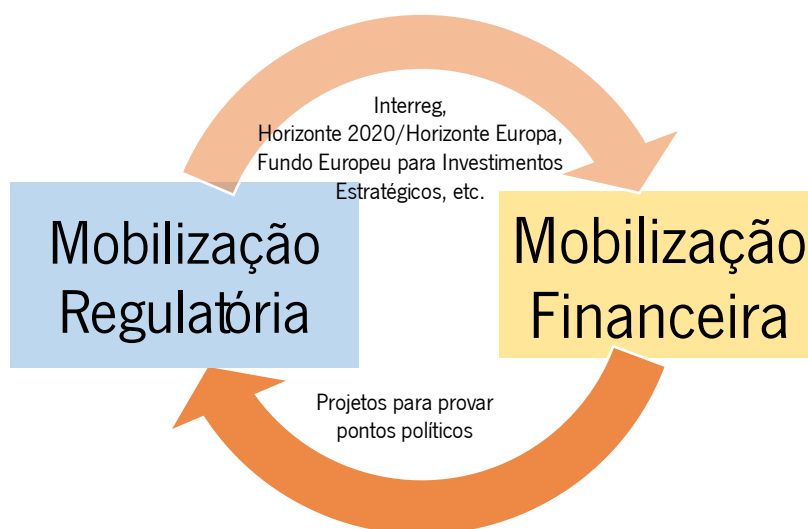 Interreg,
Horizonte 2020/Horizonte Europa,
Fundo Europeu para Investimentos
Estratégicos, etc.
Mobilização
Regulatória
Mobilização
Financeira
Projetos para provar
pontos políticos